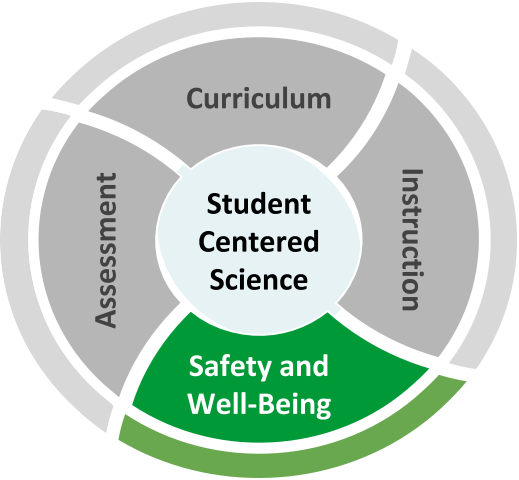 Curriculum
Assessment
Student
Centered
Science
Instruction
Safety and
Well-Being